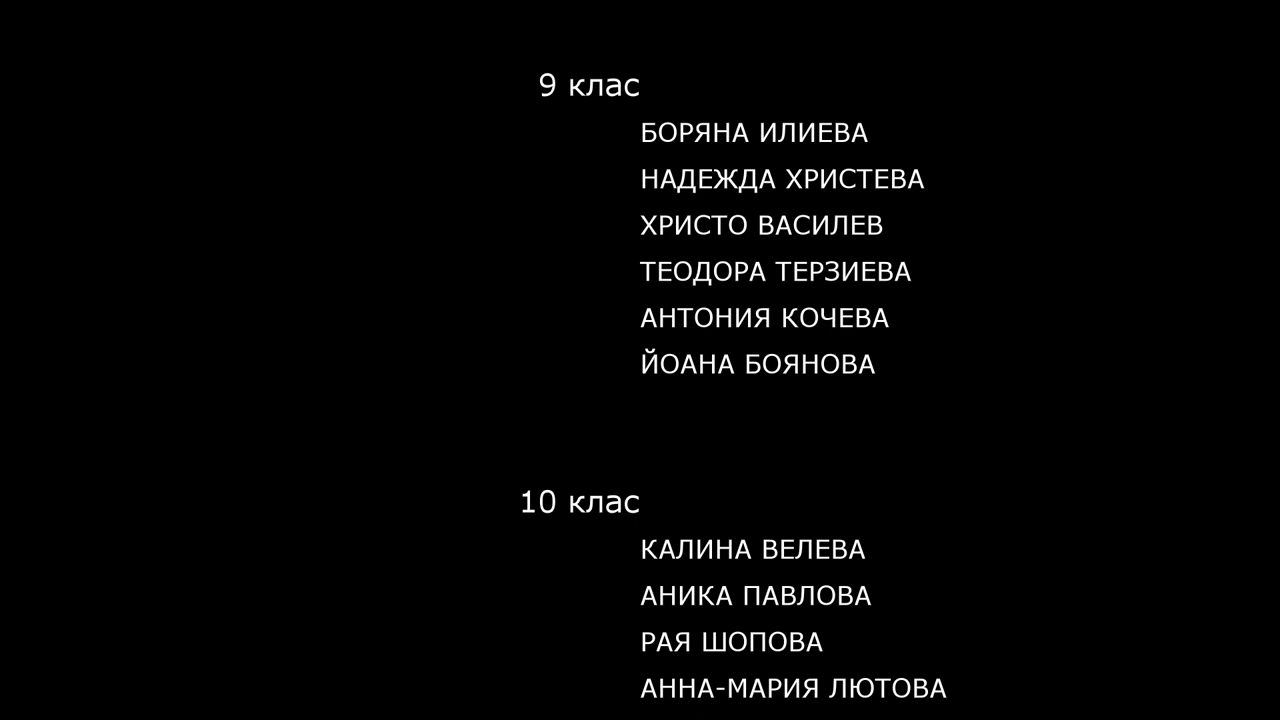 9 клас
БОРЯНА ИЛИЕВА
НАДЕЖДА ХРИСТЕВА
ХРИСТО ВАСИЛЕВ
ТЕОДОРА ТЕРЗИЕВА
АНТОНИЯ КОЧЕВА
ЙОАНА БОЯНОВА
10 клас
КАЛИНА ВЕЛЕВА
АНИКА ПАВЛОВА
РАЯ ШОПОВА
АННА-МАРИЯ ЛЮТОВА